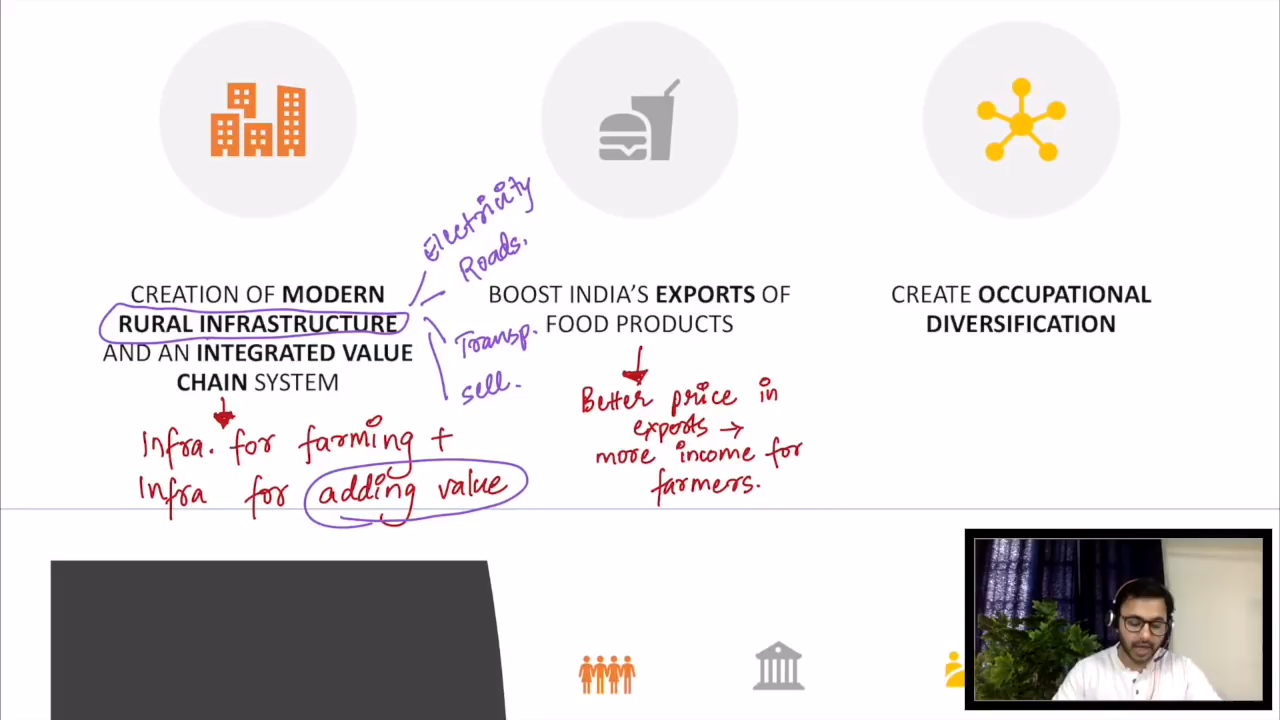 CREATION OF MODERN
RURAL INFRASTRUCTURE
AND AN INTEGRATED VALUE
CHAIN SYSTEM
Infra. for farming +
Infra for adding value
Electricity
Roads.
Transp.
sell.
BOOST INDIA'S EXPORTS OF
FOOD PRODUCTS
Better price in
exports →
more income for
farmers.
CREATE OCCUPATIONAL
DIVERSIFICATION